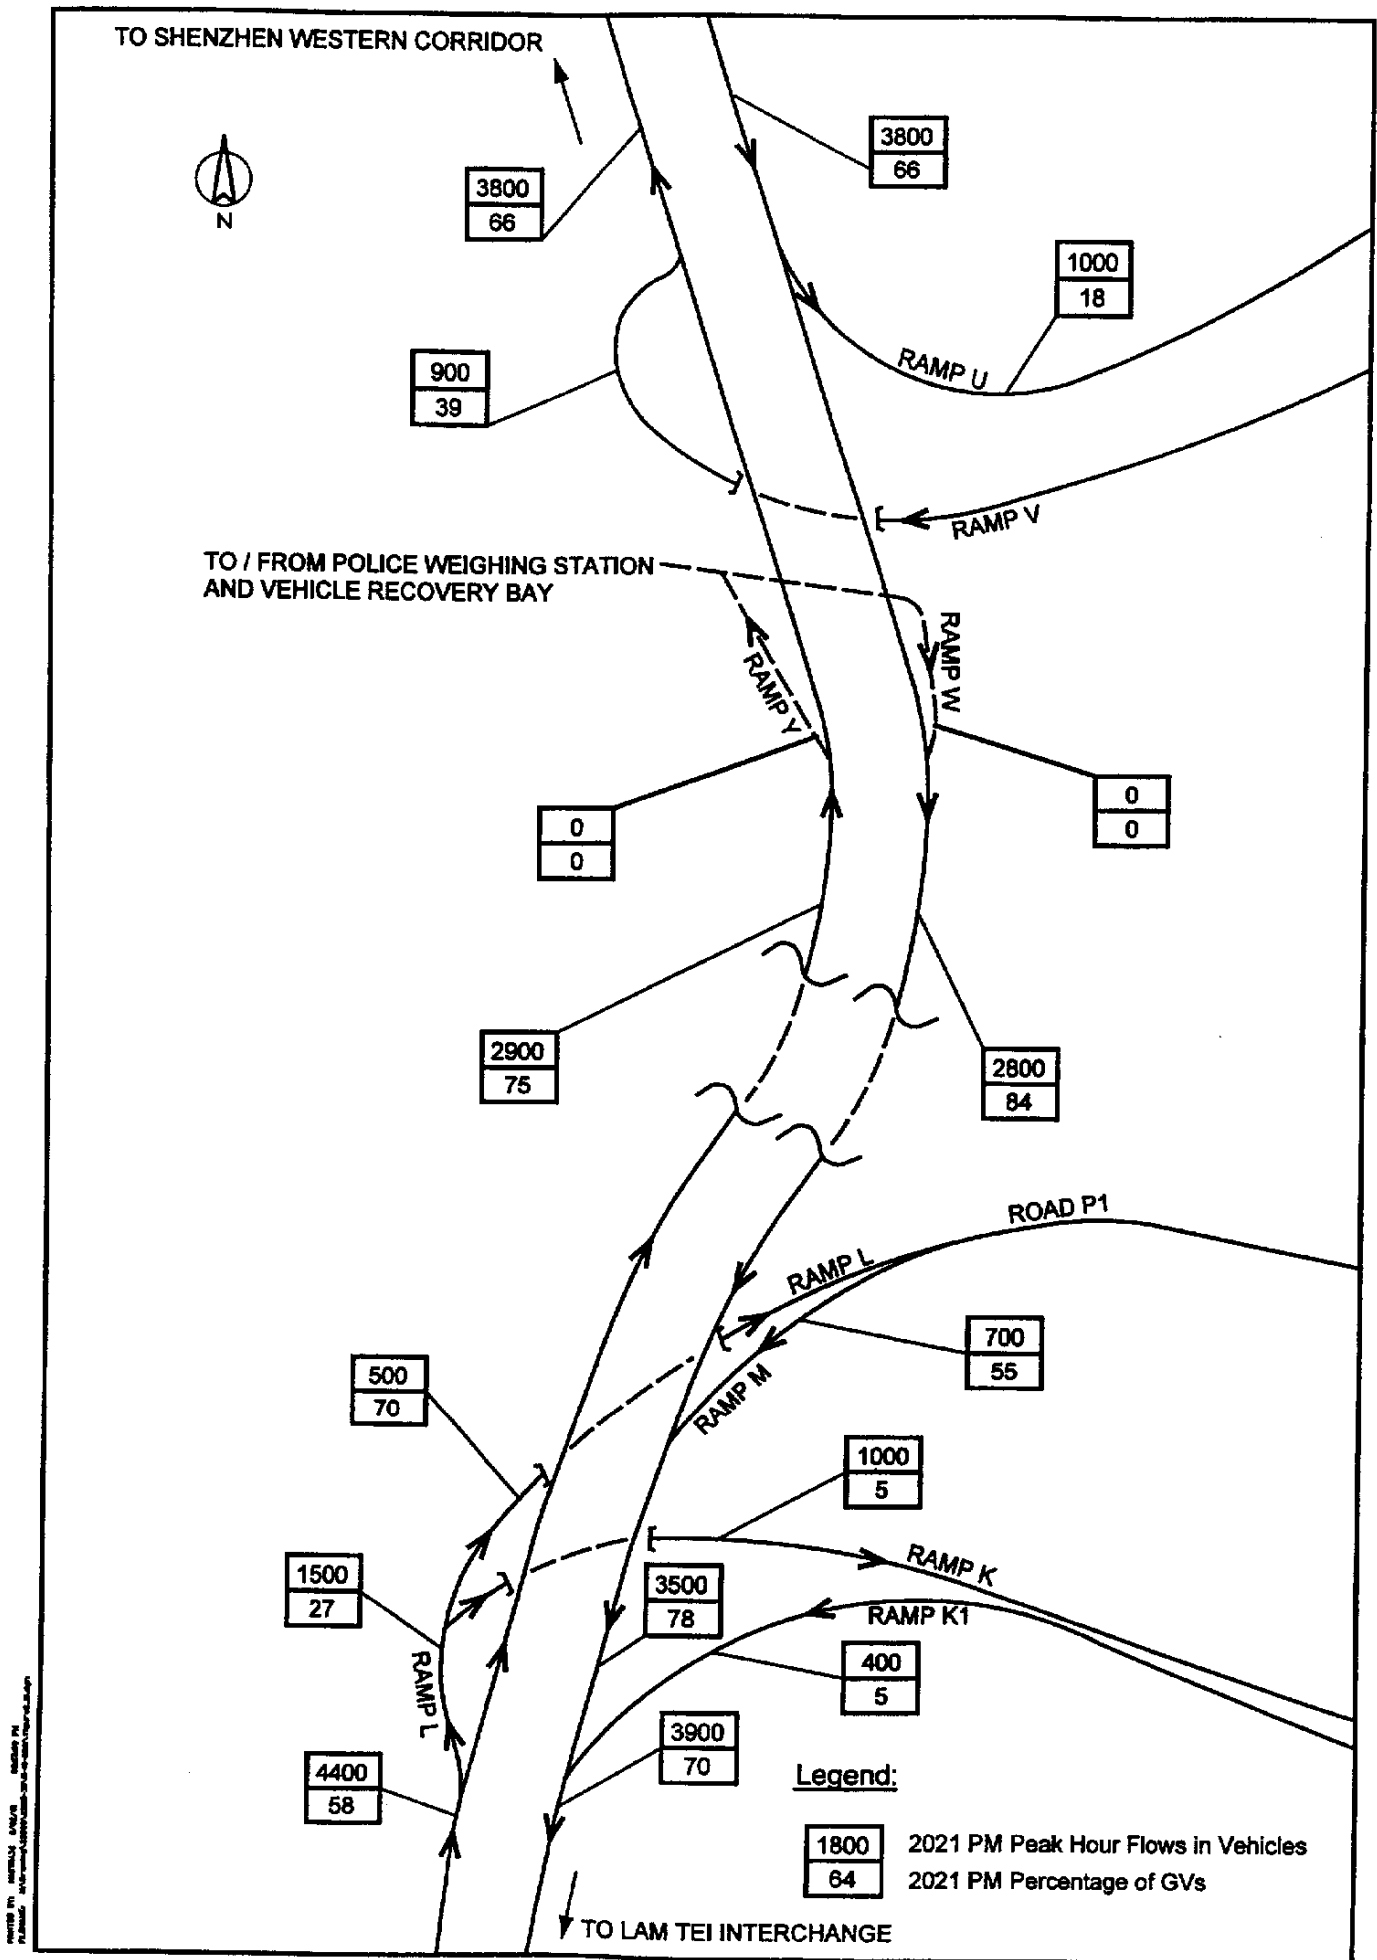 TO SHENZHEN WESTERN CORRIDOR
3800
66
3800
66
N
1000
18
RAMP U
900
39
RAMP V
TO / FROM POLICE WEIGHING STATION
AND VEHICLE RECOVERY BAY
RAMP W
RAMP Y
0
0
0
0
2900
75
2800
84
ROAD P1
RAMP L
700
55
500
70
RAMP M
1000
5
RAMP K
1500
27
3500
78
RAMP K1
RAMP L
400
5
3900
70
4400
58
Legend:
1800 2021 PM Peak Hour Flows in Vehicles
64 2021 PM Percentage of GVs
TO LAM TEI INTERCHANGE